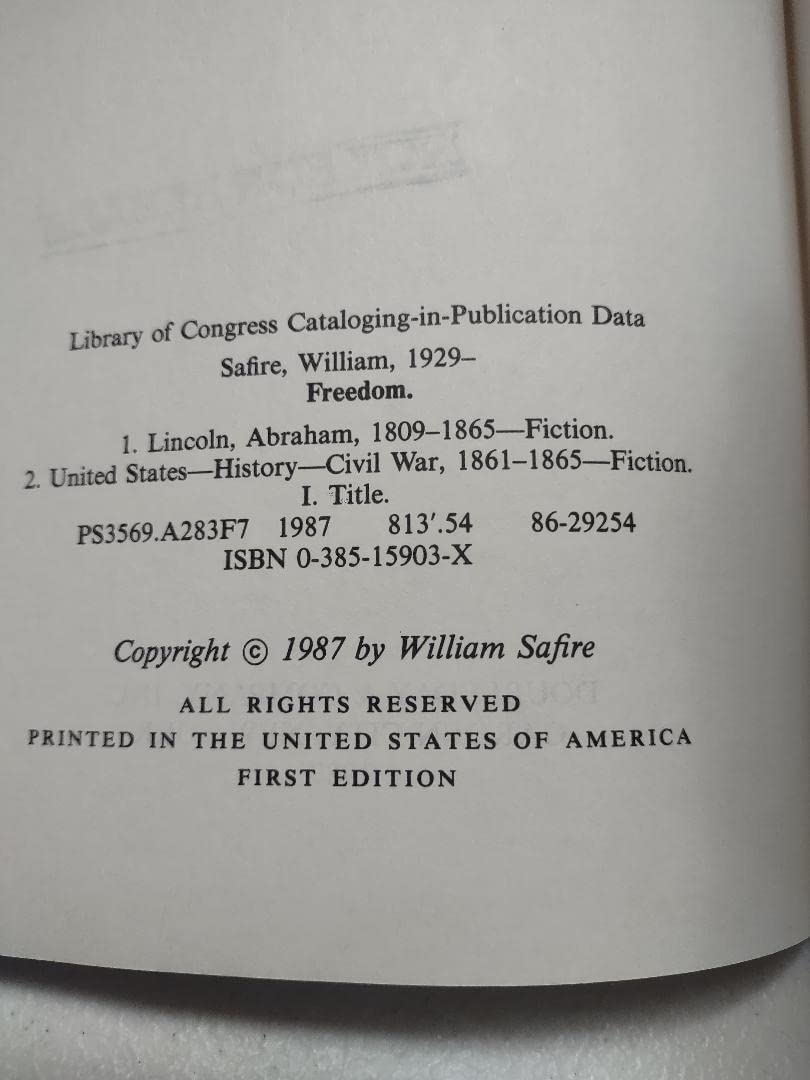 Library of Congress Cataloging-in-Publication Data
Safire, William, 1929–
Freedom.
1. Lincoln, Abraham, 1809–1865—Fiction.
2. United States—History—Civil War, 1861–1865—Fiction.
I. Title.
PS3569.A283F7 1987 813′.54 86-29254
ISBN 0-385-15903-X
Copyright © 1987 by William Safire
ALL RIGHTS RESERVED
PRINTED IN THE UNITED STATES OF AMERICA
FIRST EDITION